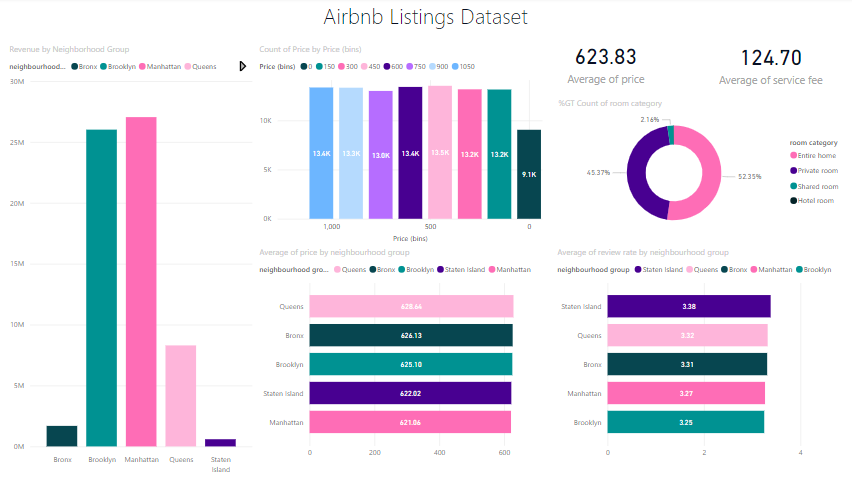 Airbnb Listings Dataset
Revenue by Neighborhood Group
neighbourhood... Bronx Brooklyn Manhattan Queens
30M
25M
20M
15M
10M
5M
0M
Bronx Brooklyn Manhattan Queens Staten
Island
Count of Price by Price (bins)
Price (bins) 0 150 300 450 600 750 900 1050
10K
5K
0K
13.4K 13.3K 13.0K 13.4K 13.5K 13.2K 13.2K 9.1K
1,000 500 0
Price (bins)
623.83
Average of price
124.70
Average of service fee
%GT Count of room category
2.16%
45.37%
52.35%
room category
Entire home
Private room
Shared room
Hotel room
Average of price by neighbourhood group
neighbourhood gro... Queens Bronx Brooklyn Staten Island Manhattan
Queens 628.66
Bronx 626.13
Brooklyn 625.10
Staten Island 622.02
Manhattan 621.06
0 200 400 600
Average of review rate by neighbourhood group
neighbourhood group Staten Island Queens Bronx Manhattan Brooklyn
Staten Island 3.38
Queens 3.32
Bronx 3.31
Manhattan 3.27
Brooklyn 3.25
0 2 4